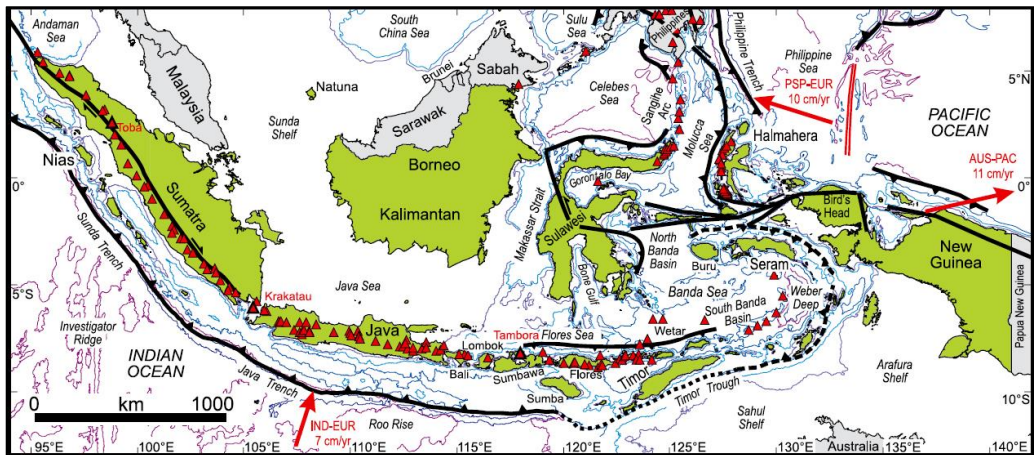 Andaman
Sea
South
China Sea
Sulu
Sea
Philippines
Philippine Trench
Philippine
Sea
5°N
Malaysia
Natuna
Brunei
Sabah
Celebes
Sea
Sangihe
Arc
PSP-EUR
10 cm/yr
PACIFIC
OCEAN
Toba
Sunda
Shelf
Sarawak
Molucca
Sea
Halmahera
AUS-PAC
11 cm/yr
Nias
0°
Borneo
Kalimantan
Gorontalo Bay
0°
Sumatra
Sunda Trench
Makassar Strait
Sulawesi
Bird's
Head
New
Guinea
North
Banda
Basin
Buru
Seram
Bone Gulf
Java Sea
Banda Sea
Weber
Deep
5°S
Krakatau
South Banda
Basin
Papua New Guinea
Investigator
Ridge
Java
Tambora
Flores Sea
Wetar
Lombok
Bali
Sumbawa
Flores
Timor
Arafura
Shelf
INDIAN
OCEAN
Java Trench
Sumba
Timor Trough
10°S
0
km
1000
IND-EUR
7 cm/yr
Roo Rise
Sahul
Shelf
Australia
95°E
100°E
105°E
110°E
115°E
120°E
125°E
130°E
135°E
140°E